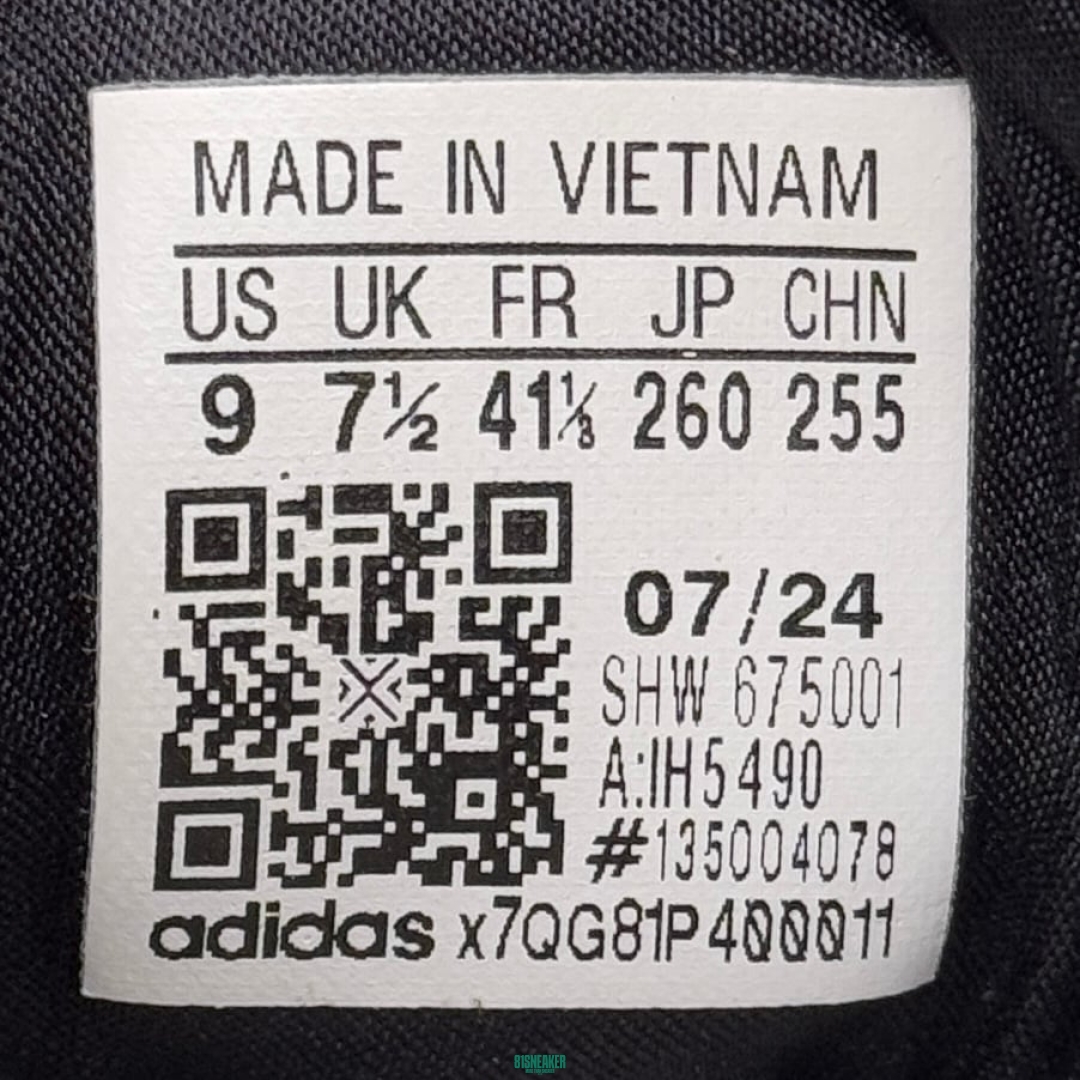 MADE IN VIETNAM
US UK FR JP CHN
9 7½ 41⅓ 260 255
07/24
SHW 675001
A:IH5490
#135004078
adidas x7QG81P400011
81SNEAKER